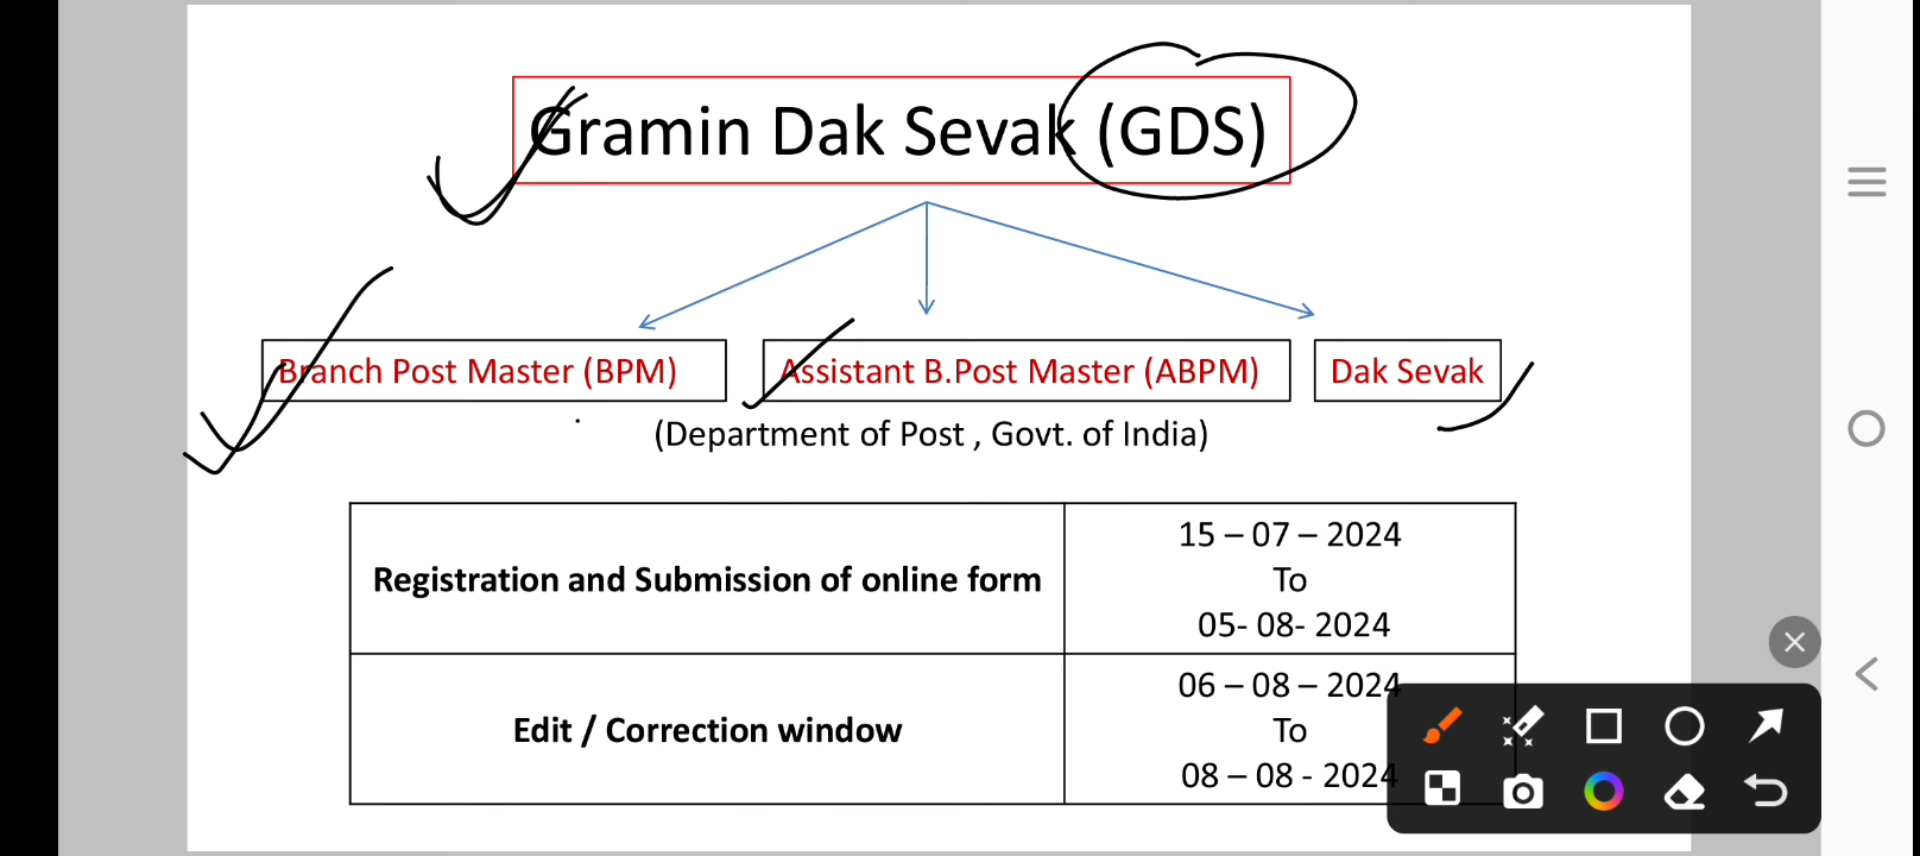 Gramin Dak Sevak (GDS)
Branch Post Master (BPM)
Assistant B.Post Master (ABPM)
Dak Sevak
(Department of Post , Govt. of India)
Registration and Submission of online form
15 – 07 – 2024
To
05- 08- 2024
Edit / Correction window
06 – 08 – 2024
To
08 – 08 - 2024